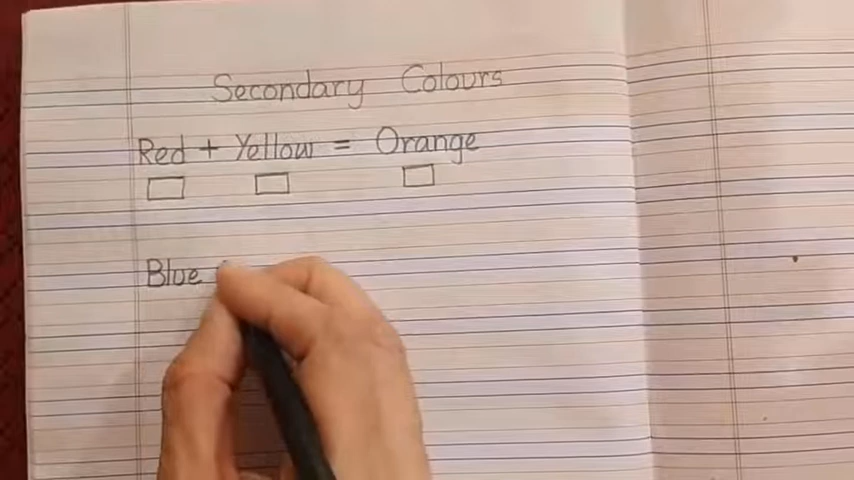 Secondary Colours
Red + Yellow = Orange
Blue